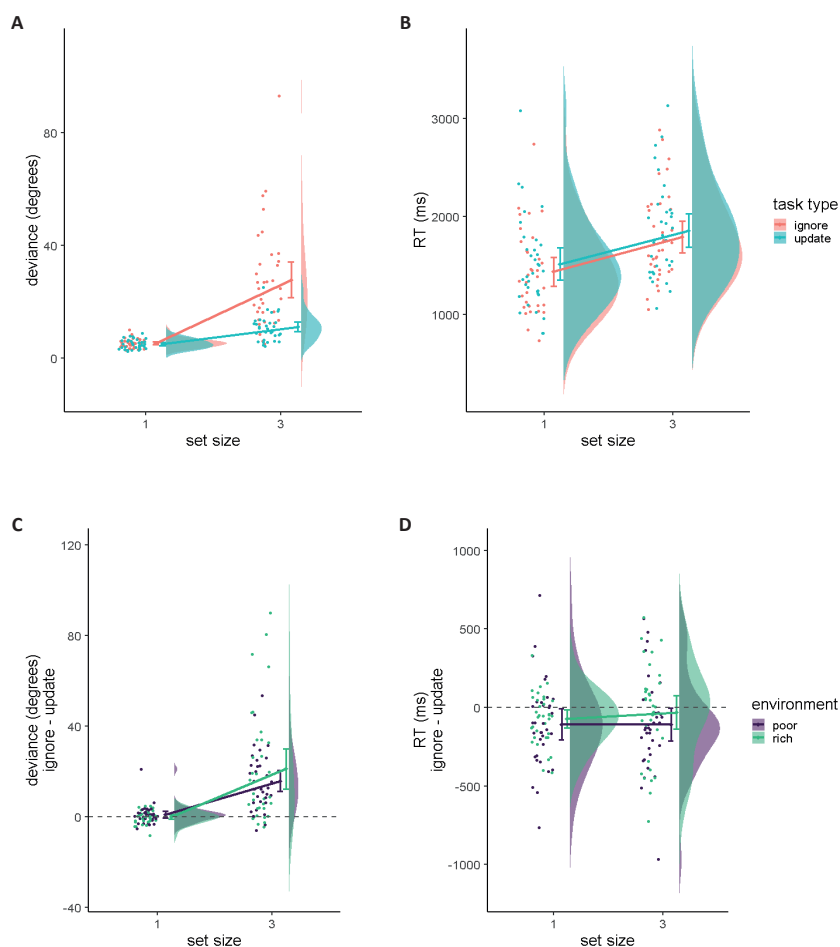 A
deviance (degrees)
80
40
0
1
3
set size
B
RT (ms)
3000
2000
1000
1
3
set size
task type
ignore
update
C
deviance (degrees)
ignore - update
120
80
40
0
-40
1
3
set size
D
RT (ms)
ignore - update
1000
500
0
-500
-1000
1
3
set size
environment
poor
rich